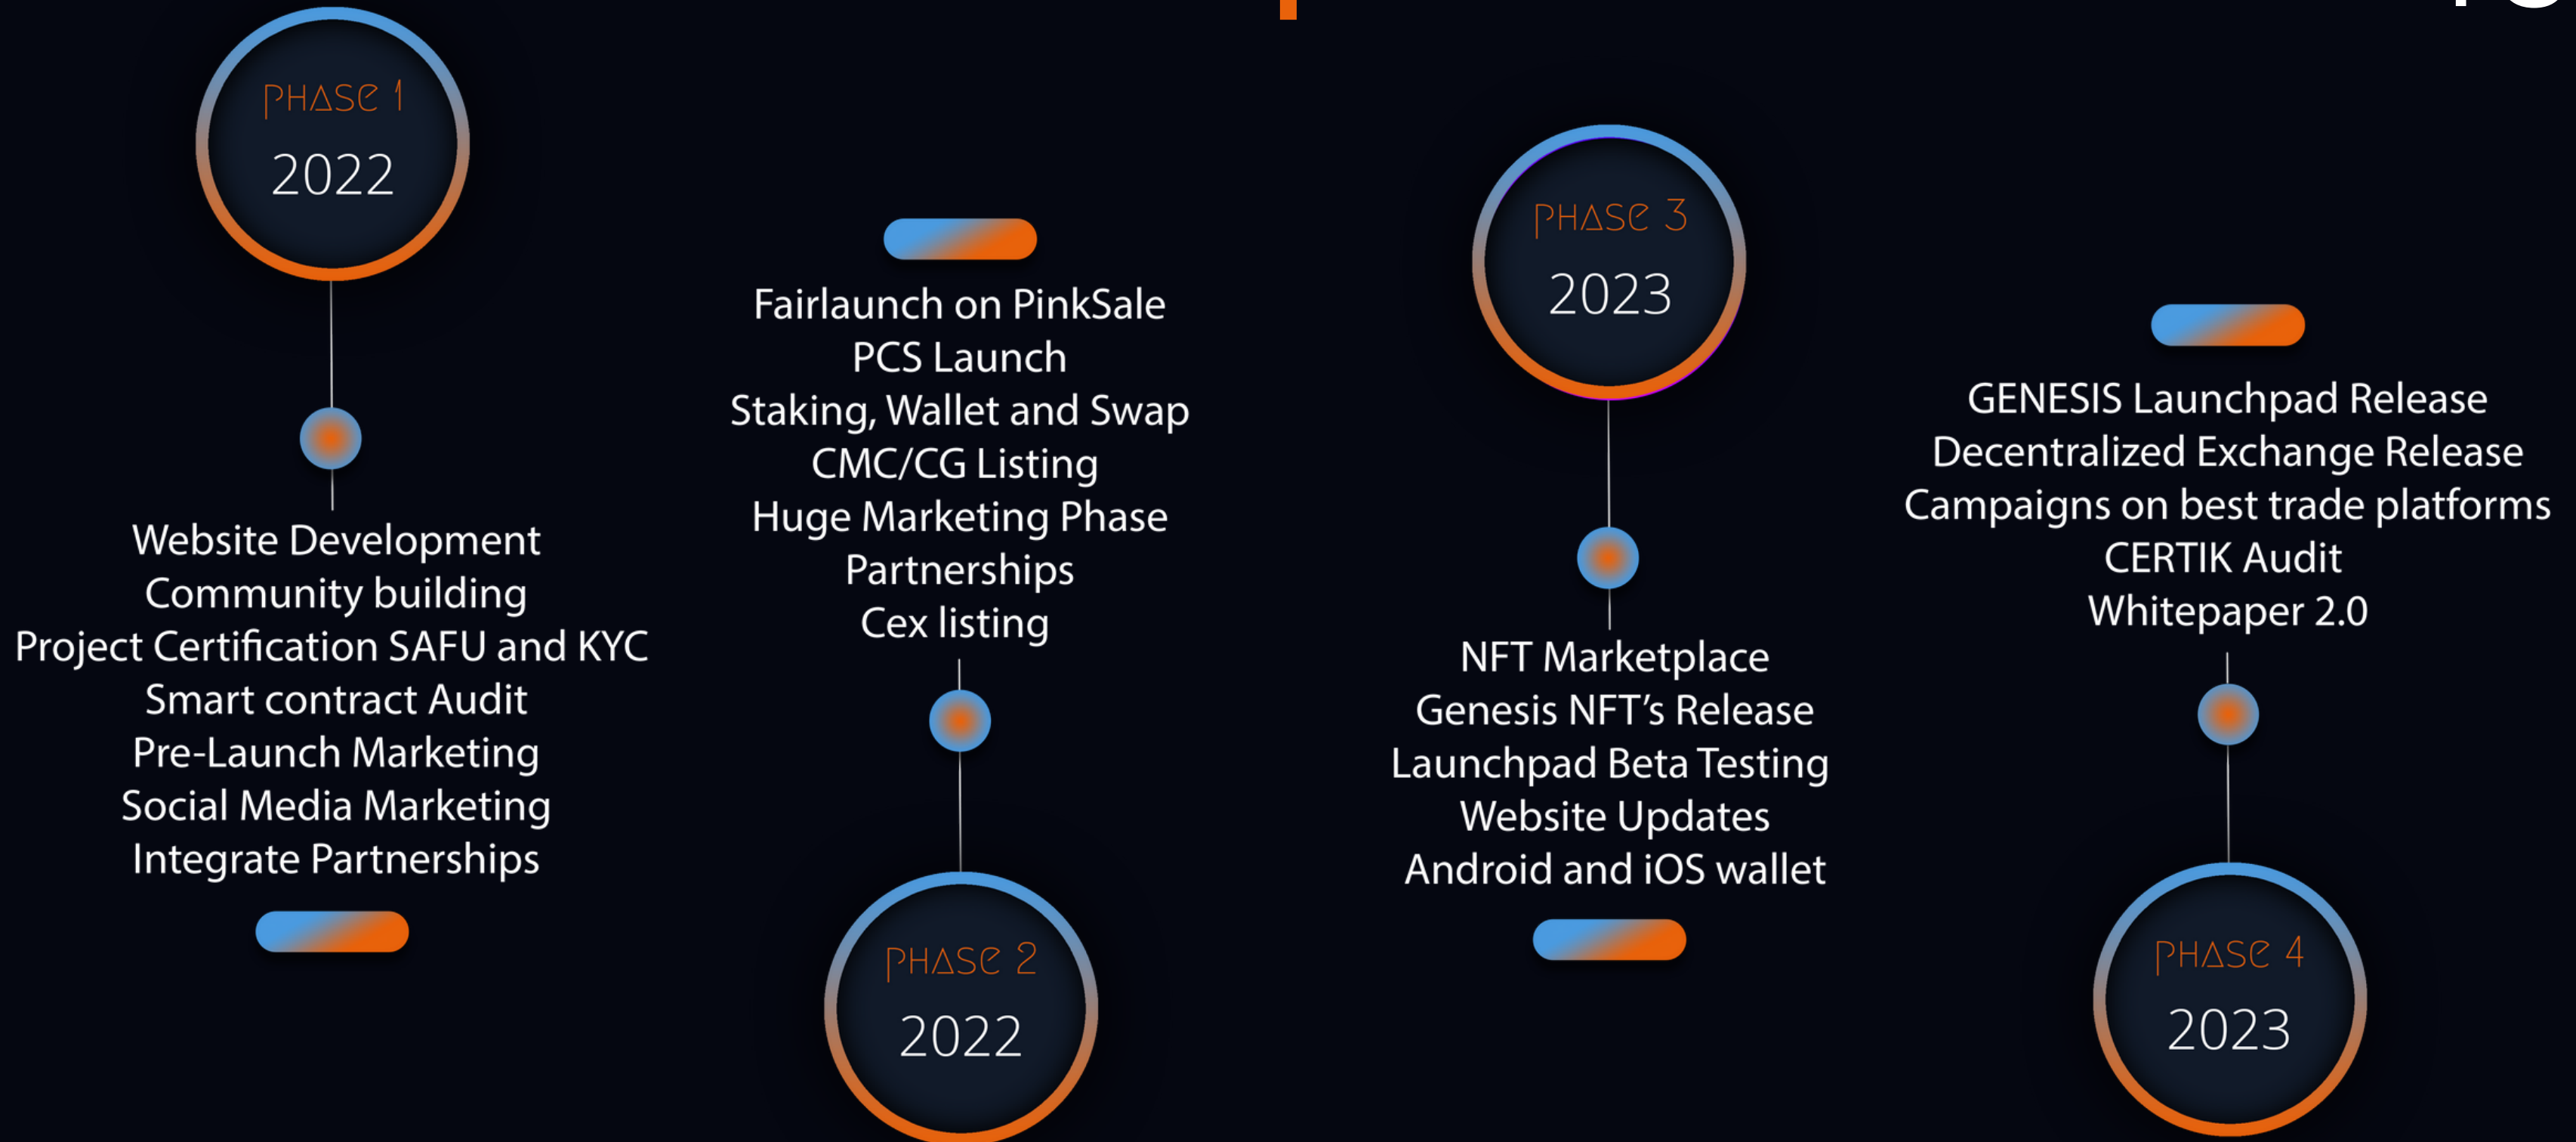 PHASE 1
2022
Website Development
Community building
Project Certification SAFU and KYC
Smart contract Audit
Pre-Launch Marketing
Social Media Marketing
Integrate Partnerships
Fairlaunch on PinkSale
PCS Launch
Staking, Wallet and Swap
CMC/CG Listing
Huge Marketing Phase
Partnerships
Cex listing
PHASE 2
2022
PHASE 3
2023
NFT Marketplace
Genesis NFT’s Release
Launchpad Beta Testing
Website Updates
Android and iOS wallet
GENESIS Launchpad Release
Decentralized Exchange Release
Campaigns on best trade platforms
CERTIK Audit
Whitepaper 2.0
PHASE 4
2023